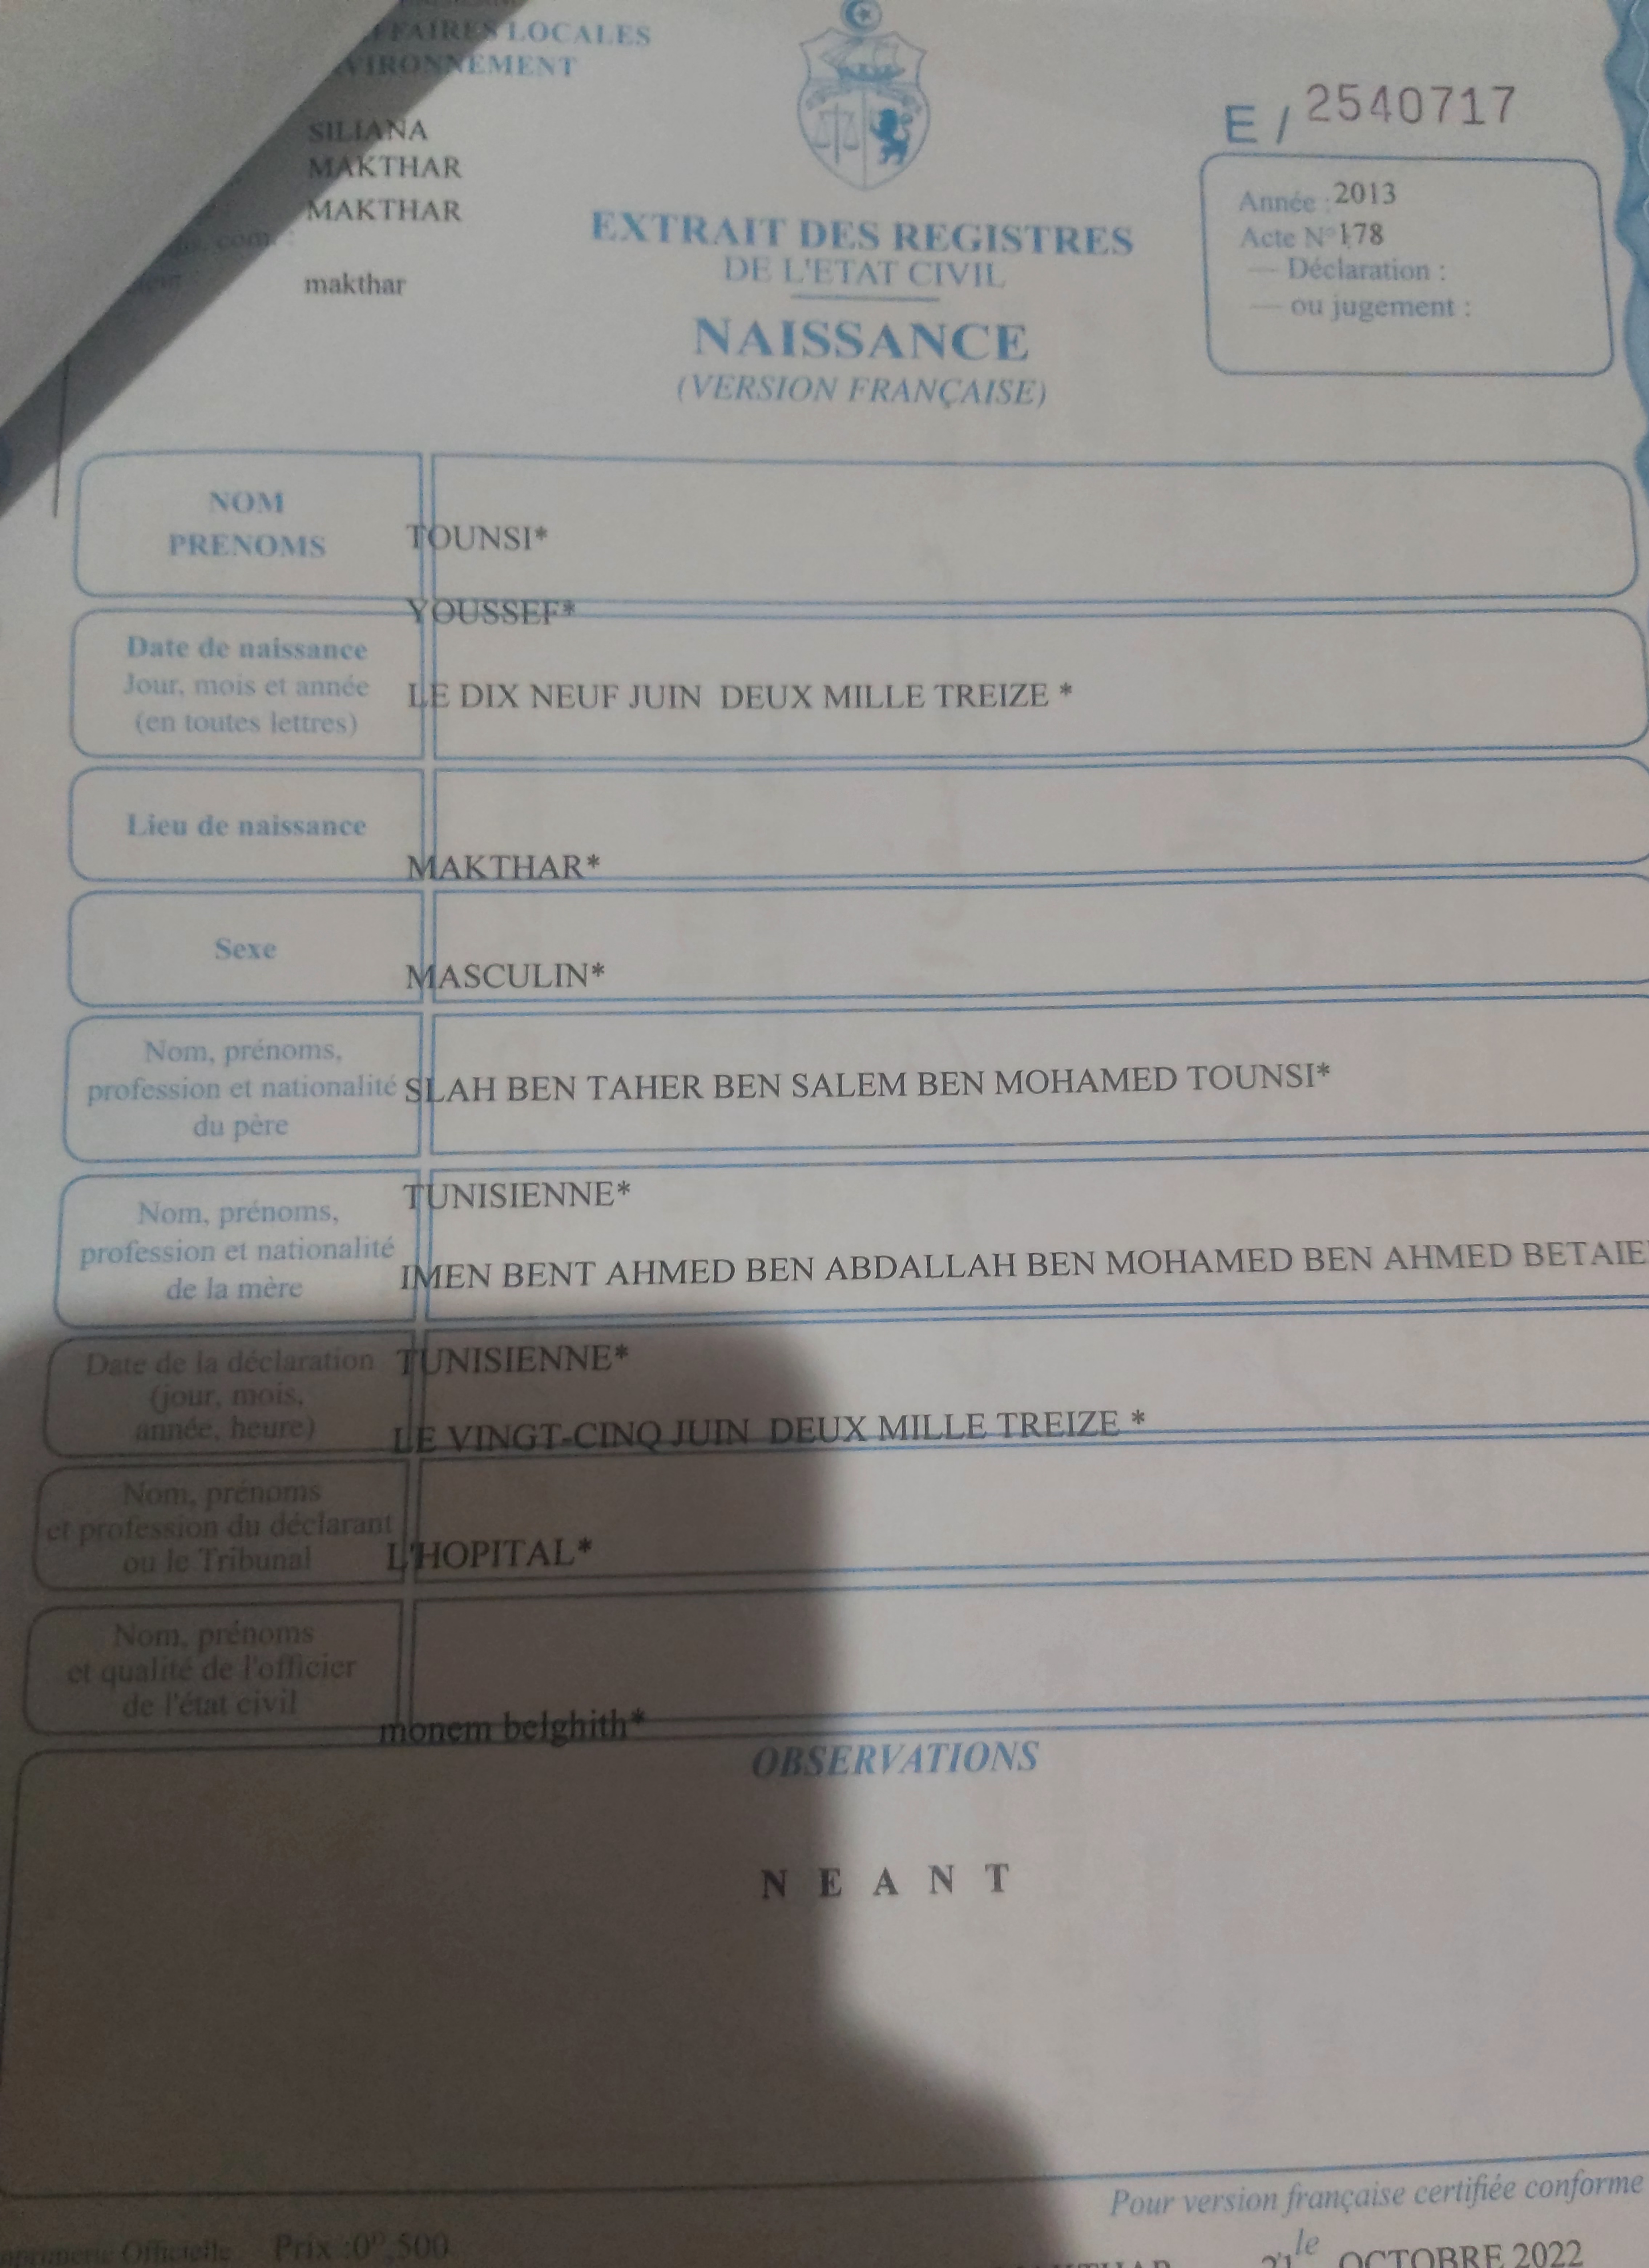 AFFAIRES LOCALES
ENVIRONNEMENT
SILIANA
MAKTHAR
MAKTHAR
com. :
makthar
E / 2540717
Année : 2013
Acte N° 178
— Déclaration :
— ou jugement :
EXTRAIT DES REGISTRES
DE L'ETAT CIVIL
NAISSANCE
(VERSION FRANÇAISE)
NOM
PRENOMS
TOUNSI*
YOUSSEF*
Date de naissance
Jour, mois et année
(en toutes lettres)
LE DIX NEUF JUIN DEUX MILLE TREIZE *
Lieu de naissance
MAKTHAR*
Sexe
MASCULIN*
Nom, prénoms,
profession et nationalité
du père
SLAH BEN TAHER BEN SALEM BEN MOHAMED TOUNSI*
TUNISIENNE*
Nom, prénoms,
profession et nationalité
de la mère
IMEN BENT AHMED BEN ABDALLAH BEN MOHAMED BEN AHMED BETAIE
TUNISIENNE*
Date de la déclaration
(jour, mois,
année, heure)
LE VINGT-CINQ JUIN DEUX MILLE TREIZE *
Nom, prénoms
et profession du déclarant
ou le Tribunal
L'HOPITAL*
Nom, prénoms
et qualité de l'officier
de l'état civil
monem belghith*
OBSERVATIONS
N E A N T
Pour version française certifiée conforme
Officielle Prix :0ᴰ,500
le OCTOBRE 2022